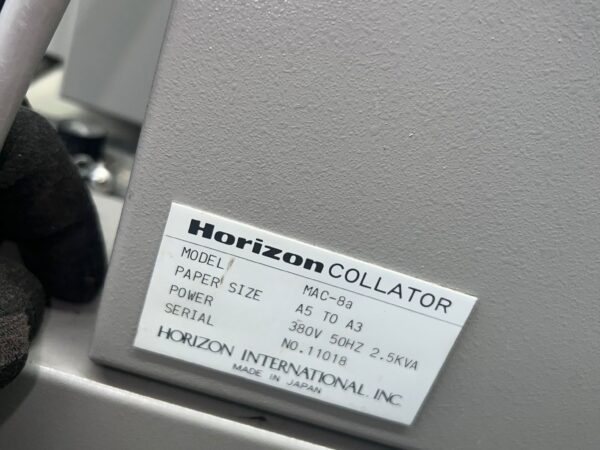 Horizon COLLATOR
MODEL MAC-8a
PAPER SIZE A5 TO A3
POWER 380V 50HZ 2.5KVA
SERIAL NO.11018
HORIZON INTERNATIONAL, INC.
MADE IN JAPAN